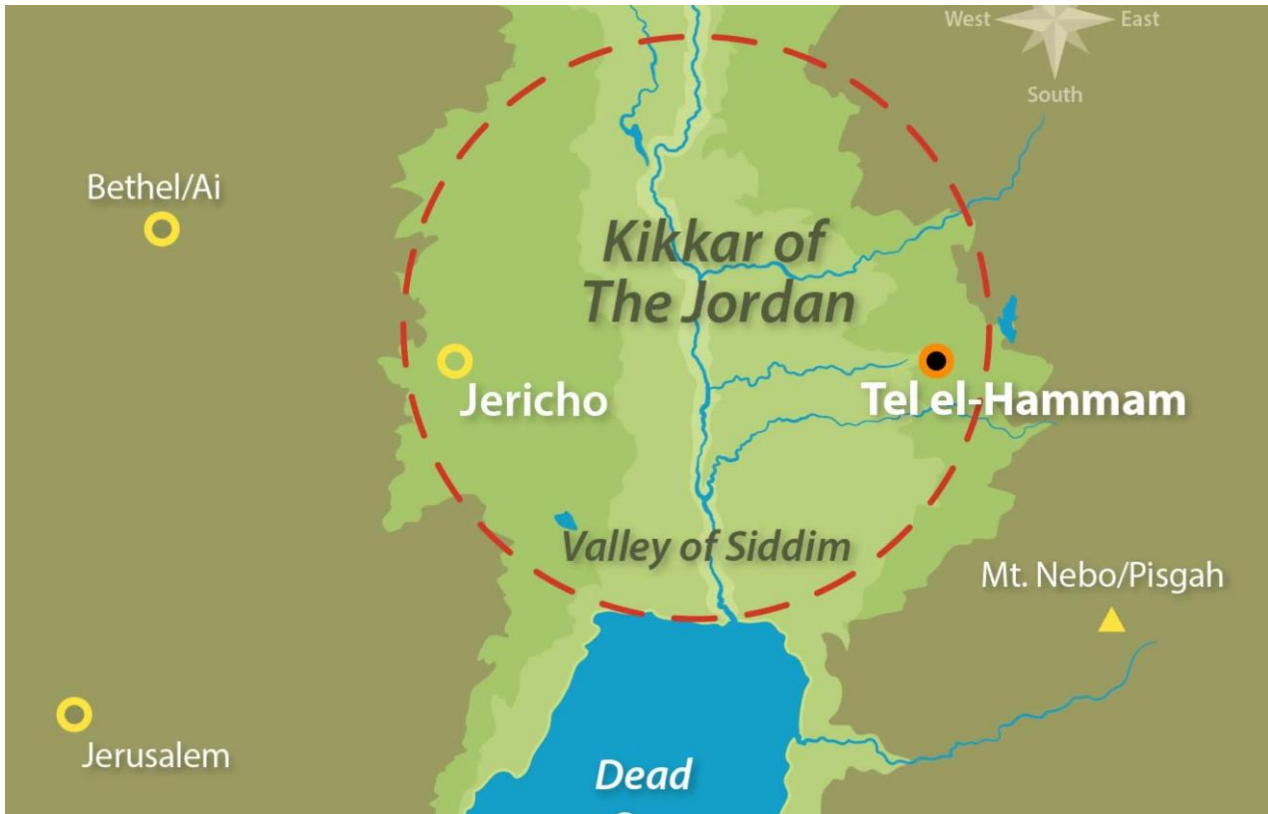 West
East
South
Bethel/Ai
Kikkar of
The Jordan
Jericho
Tel el-Hammam
Valley of Siddim
Mt. Nebo/Pisgah
Jerusalem
Dead